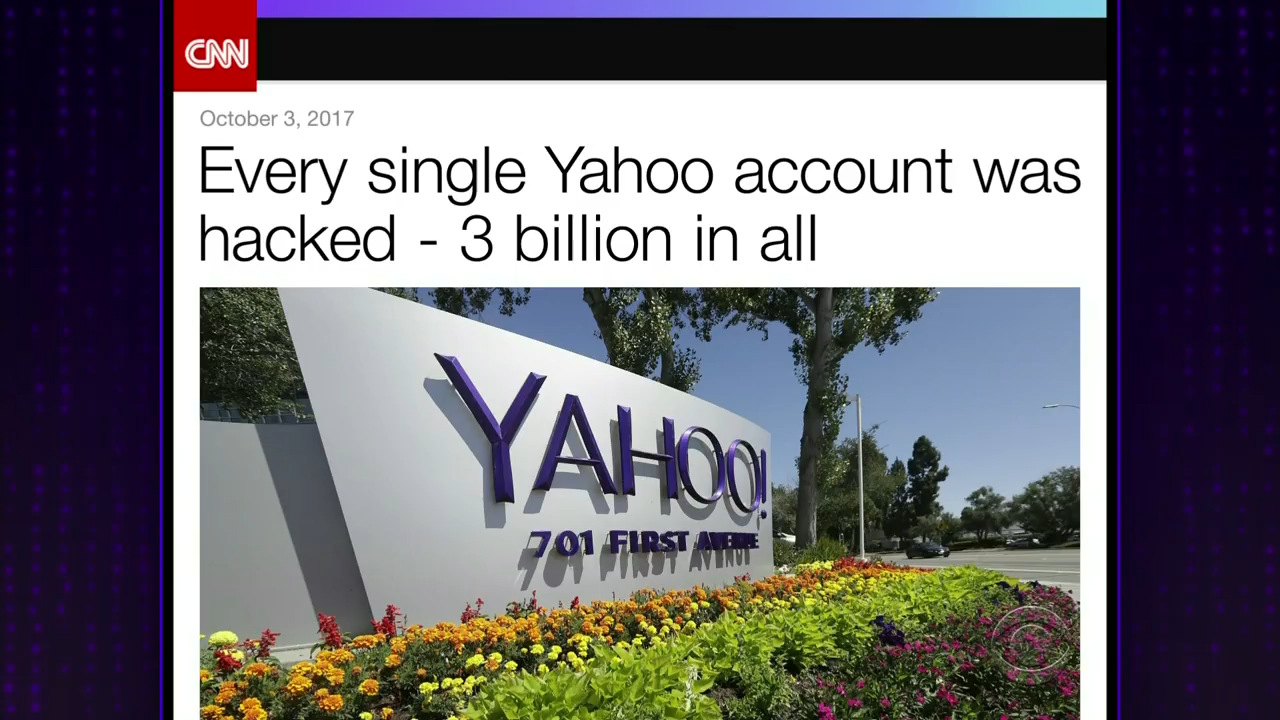 CNN
October 3, 2017
Every single Yahoo account was
hacked - 3 billion in all
YAHOO!
701 FIRST AVENUE